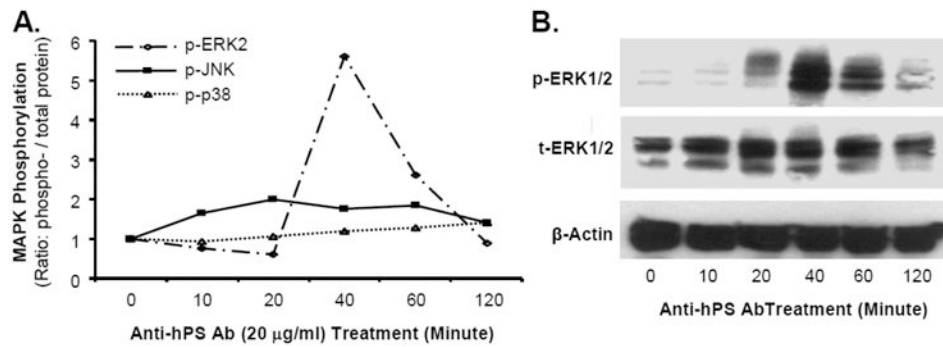 A.
MAPK Phosphorylation
(Ratio: phospho- / total protein)
6
5
4
3
2
1
0
p-ERK2
p-JNK
p-p38
0 10 20 40 60 120
Anti-hPS Ab (20 µg/ml) Treatment (Minute)
B.
p-ERK1/2
t-ERK1/2
β-Actin
0 10 20 40 60 120
Anti-hPS AbTreatment (Minute)